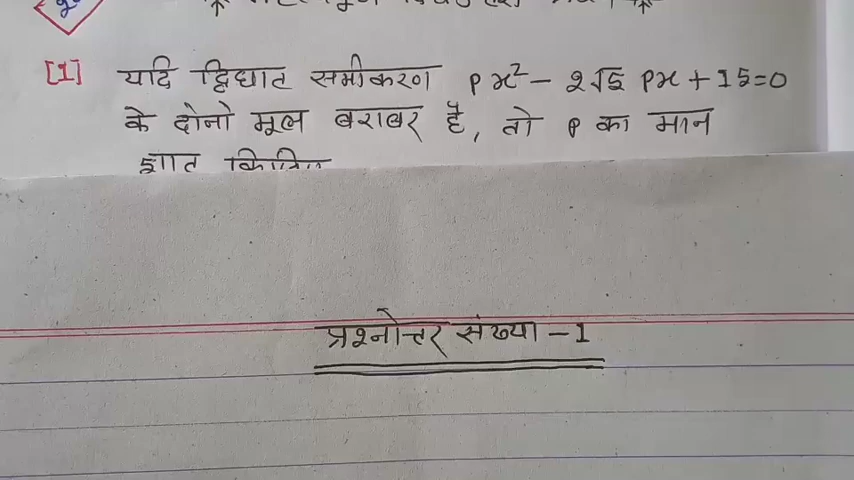 [1] यदि द्विघात समीकरण px² - 2√5 px + 15=0
के दोनो मूल बराबर है, तो p का मान
ज्ञात
प्रश्नोत्तर संख्या - 1